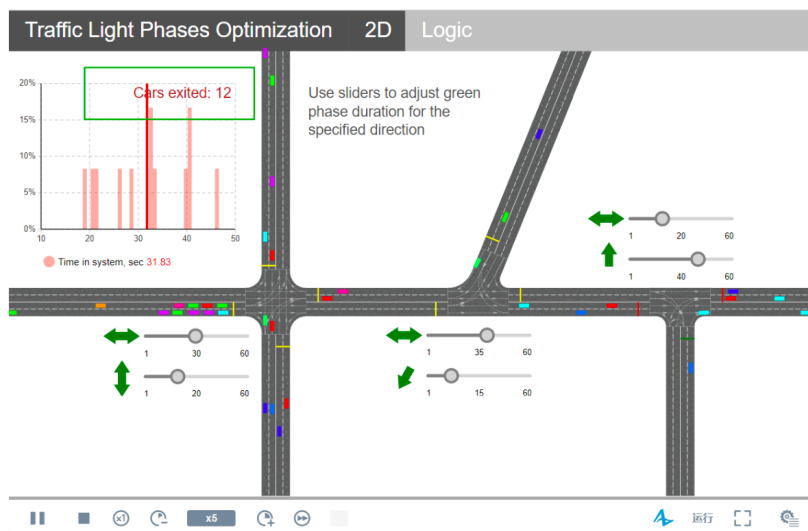 Traffic Light Phases Optimization 2D Logic
Cars exited: 12
Use sliders to adjust green
phase duration for the
specified direction
20%
15%
10%
5%
0%
10 20 30 40 50
Time in system, sec 31.83
1 20 60
1 40 60
1 30 60
1 20 60
1 35 60
1 15 60
x1
x5
运行